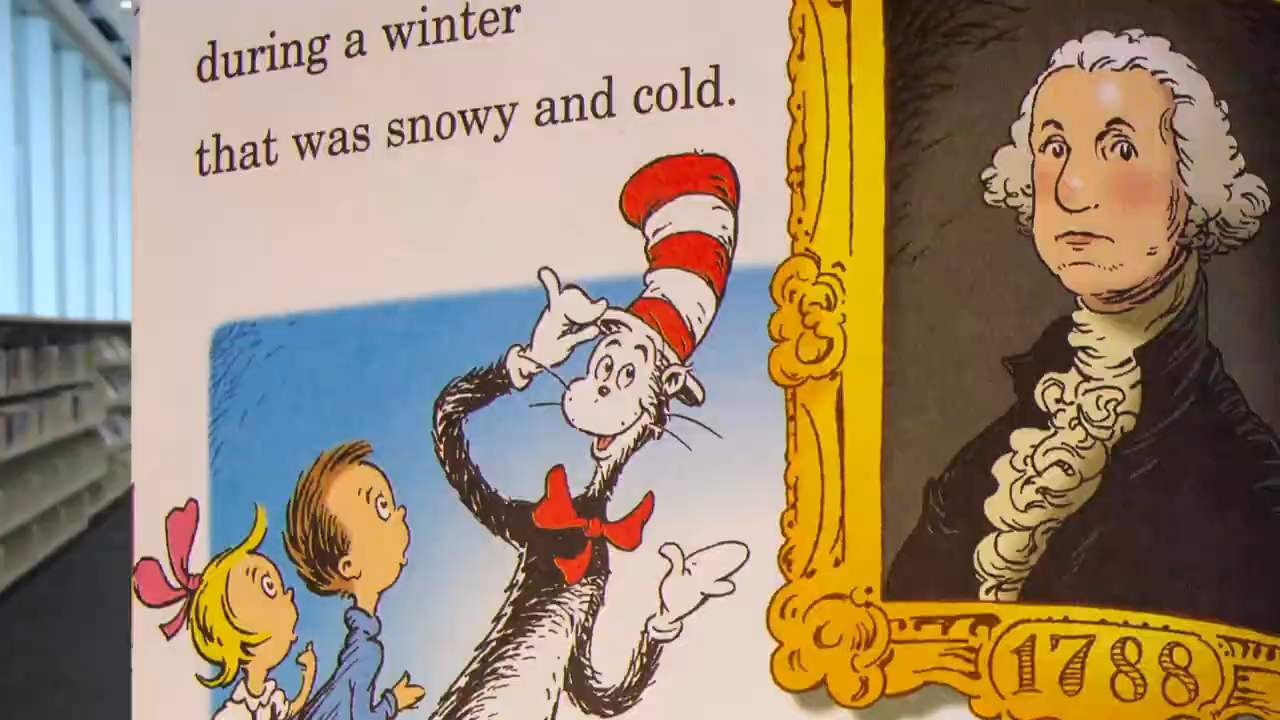 during a winter
that was snowy and cold.
1788